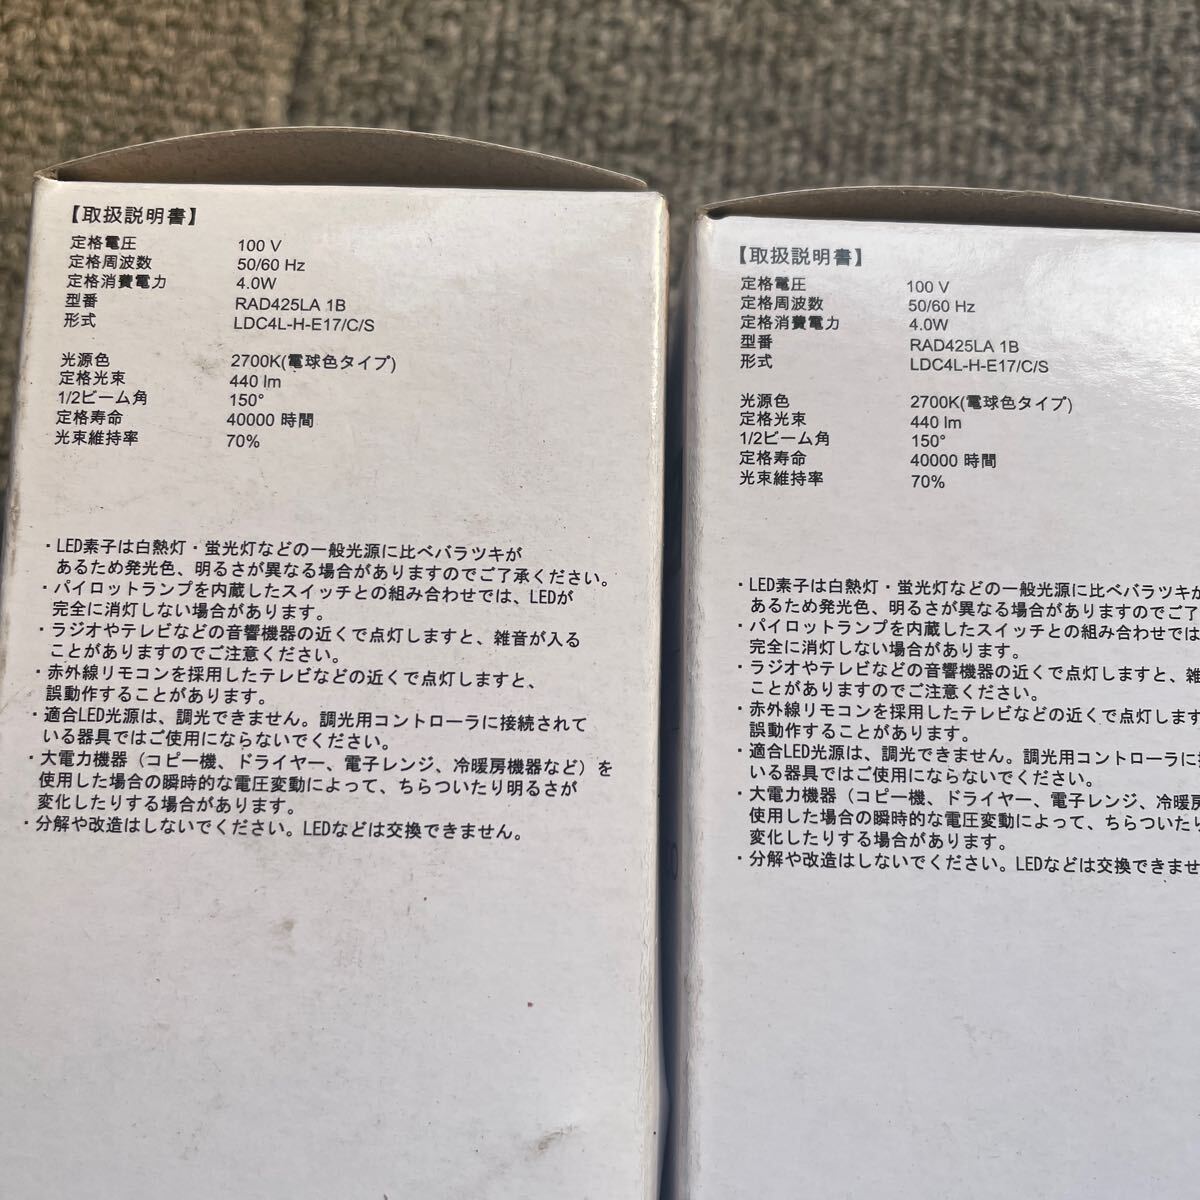 【取扱説明書】
定格電圧 100 V
定格周波数 50/60 Hz
定格消費電力 4.0W
型番 RAD425LA 1B
形式 LDC4L-H-E17/C/S
光源色 2700K(電球色タイプ)
定格光束 440 lm
1/2ビーム角 150°
定格寿命 40000 時間
光束維持率 70%
・LED素子は白熱灯・蛍光灯などの一般光源に比べバラツキが
あるため発光色、明るさが異なる場合がありますのでご了承ください。
・パイロットランプを内蔵したスイッチとの組み合わせでは、LEDが
完全に消灯しない場合があります。
・ラジオやテレビなどの音響機器の近くで点灯しますと、雑音が入る
ことがありますのでご注意ください。
・赤外線リモコンを採用したテレビなどの近くで点灯しますと、
誤動作することがあります。
・適合LED光源は、調光できません。調光用コントローラに接続されて
いる器具ではご使用にならないでください。
・大電力機器（コピー機、ドライヤー、電子レンジ、冷暖房機器など）を
使用した場合の瞬時的な電圧変動によって、ちらついたり明るさが
変化したりする場合があります。
・分解や改造はしないでください。LEDなどは交換できません。
【取扱説明書】
定格電圧 100 V
定格周波数 50/60 Hz
定格消費電力 4.0W
型番 RAD425LA 1B
形式 LDC4L-H-E17/C/S
光源色 2700K(電球色タイプ)
定格光束 440 lm
1/2ビーム角 150°
定格寿命 40000 時間
光束維持率 70%
・LED素子は白熱灯・蛍光灯などの一般光源に比べバラツキが
あるため発光色、明るさが異なる場合がありますのでご了
・パイロットランプを内蔵したスイッチとの組み合わせでは
完全に消灯しない場合があります。
・ラジオやテレビなどの音響機器の近くで点灯しますと、雑
ことがありますのでご注意ください。
・赤外線リモコンを採用したテレビなどの近くで点灯します
誤動作することがあります。
・適合LED光源は、調光できません。調光用コントローラに
いる器具ではご使用にならないでください。
・大電力機器（コピー機、ドライヤー、電子レンジ、冷暖房
使用した場合の瞬時的な電圧変動によって、ちらついたり
変化したりする場合があります。
・分解や改造はしないでください。LEDなどは交換できませ